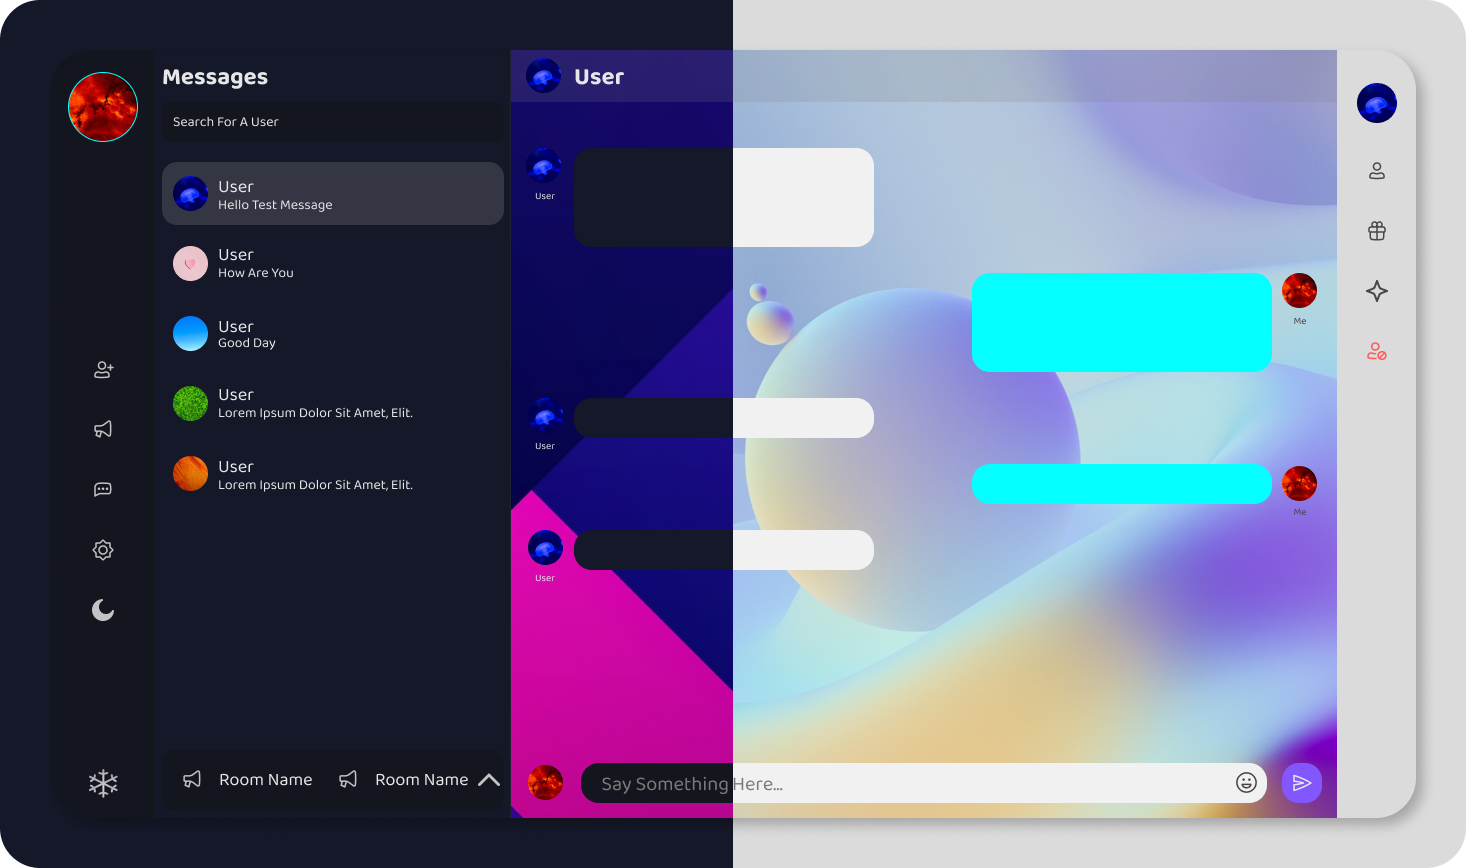 Messages
Search For A User
User
Hello Test Message
User
How Are You
User
Good Day
User
Lorem Ipsum Dolor Sit Amet, Elit.
User
Lorem Ipsum Dolor Sit Amet, Elit.
Room Name
Room Name
User
User
Me
User
Me
User
Say Something Here...